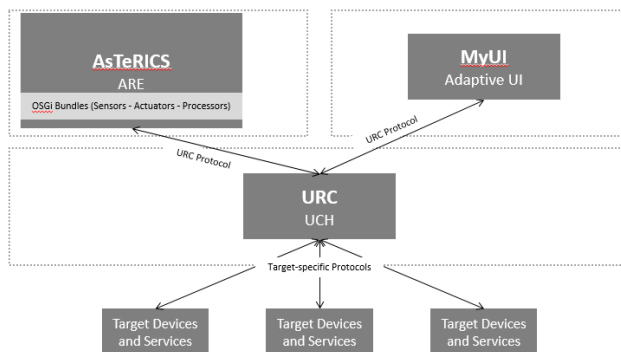 AsTeRICS
ARE
OSGi Bundles (Sensors - Actuators - Processors)
MyUI
Adaptive UI
URC Protocol
URC Protocol
URC
UCH
Target-specific Protocols
Target Devices
and Services
Target Devices
and Services
Target Devices
and Services